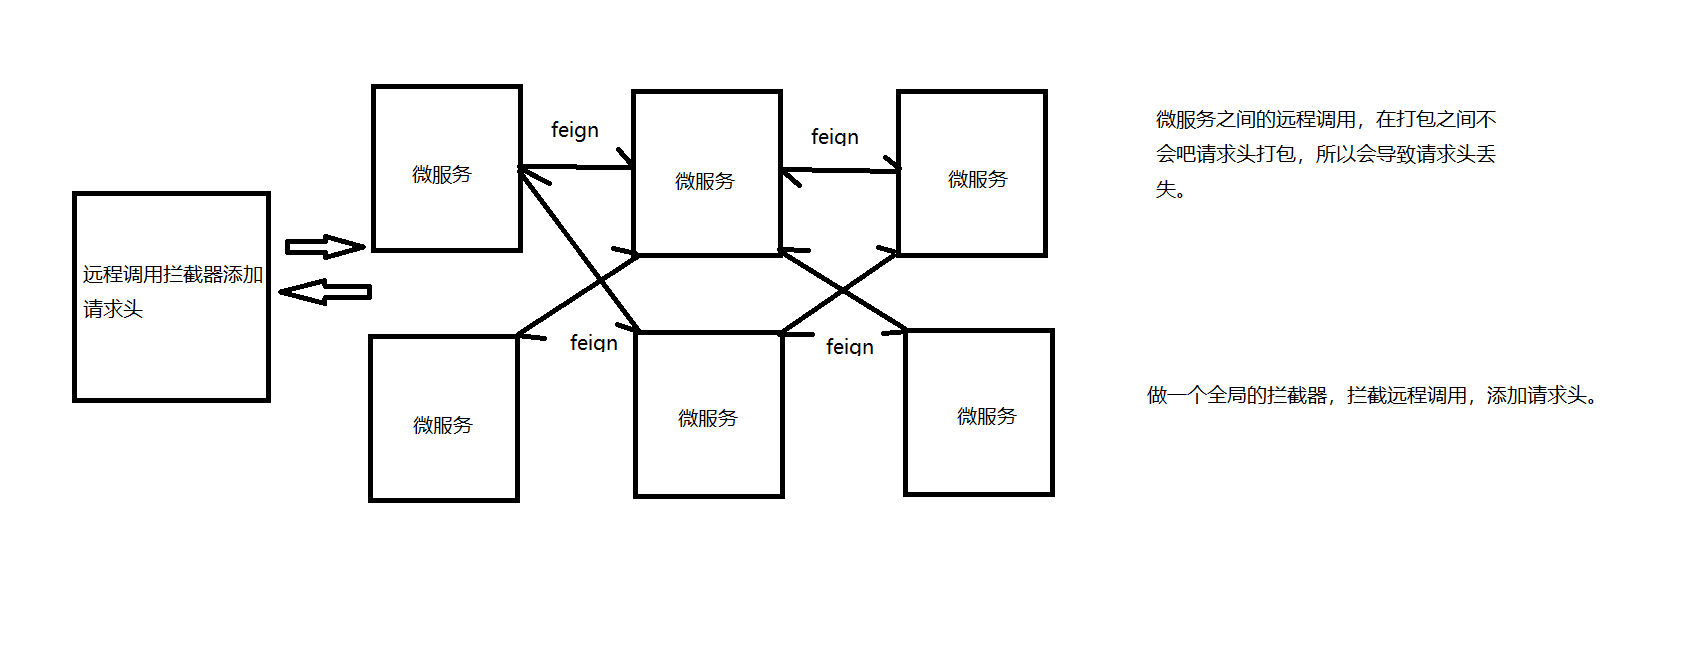 feign
feign
微服务之间的远程调用，在打包之间不
会吧请求头打包，所以会导致请求头丢
失。
微服务
微服务
微服务
远程调用拦截器添加
请求头
feign
feign
做一个全局的拦截器，拦截远程调用，添加请求头。
微服务
微服务
微服务